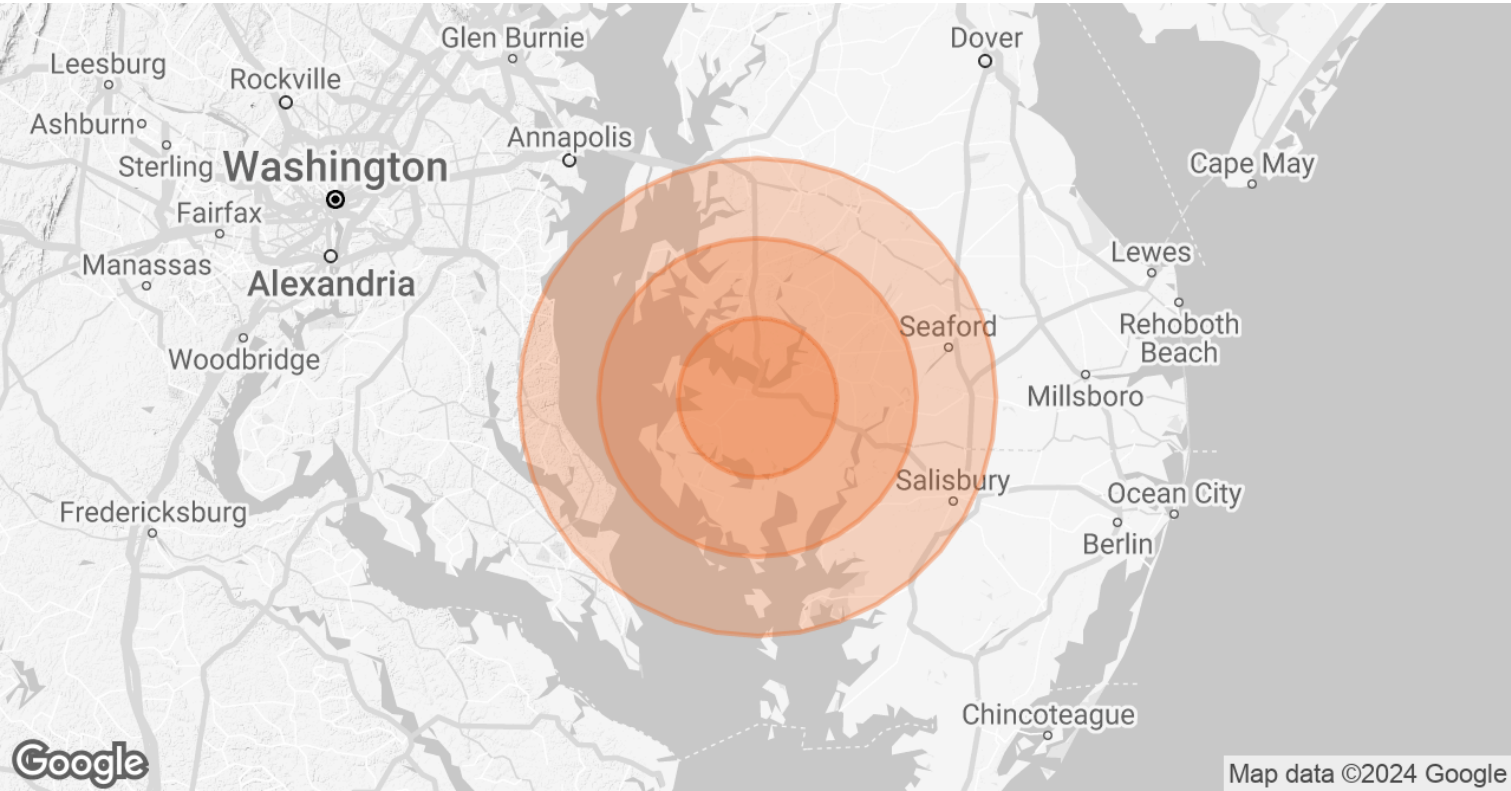 Glen Burnie
Dover
Leesburg
Rockville
Ashburn
Annapolis
Sterling
Washington
Cape May
Fairfax
Lewes
Manassas
Alexandria
Seaford
Rehoboth
Beach
Woodbridge
Millsboro
Salisbury
Ocean City
Fredericksburg
Berlin
Chincoteague
Google
Map data ©2024 Google